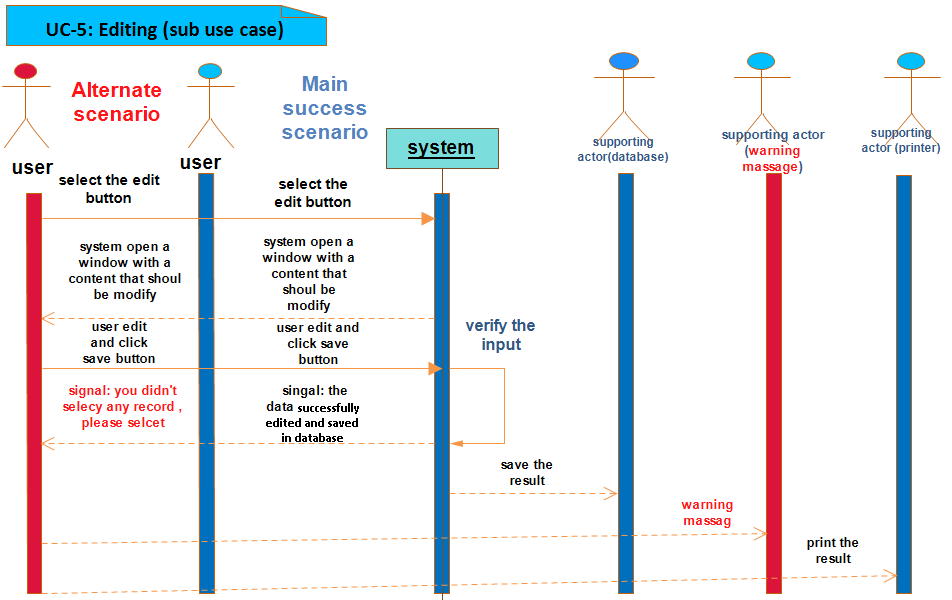 UC-5: Editing (sub use case)
Alternate
scenario
Main
success
scenario
user
user
system
supporting
actor(database)
supporting actor
(warning
massage)
supporting
actor (printer)
select the edit
button
select the
edit button
system open a
window with a
content that shoul
be modify
system open a
window with a
content that
shoul be
modify
user edit
and click
save button
user edit and
click save
button
verify the
input
signal: you didn't
selecy any record ,
please selcet
singal: the
data successfully
edited and saved
in database
save the
result
warning
massag
print the
result